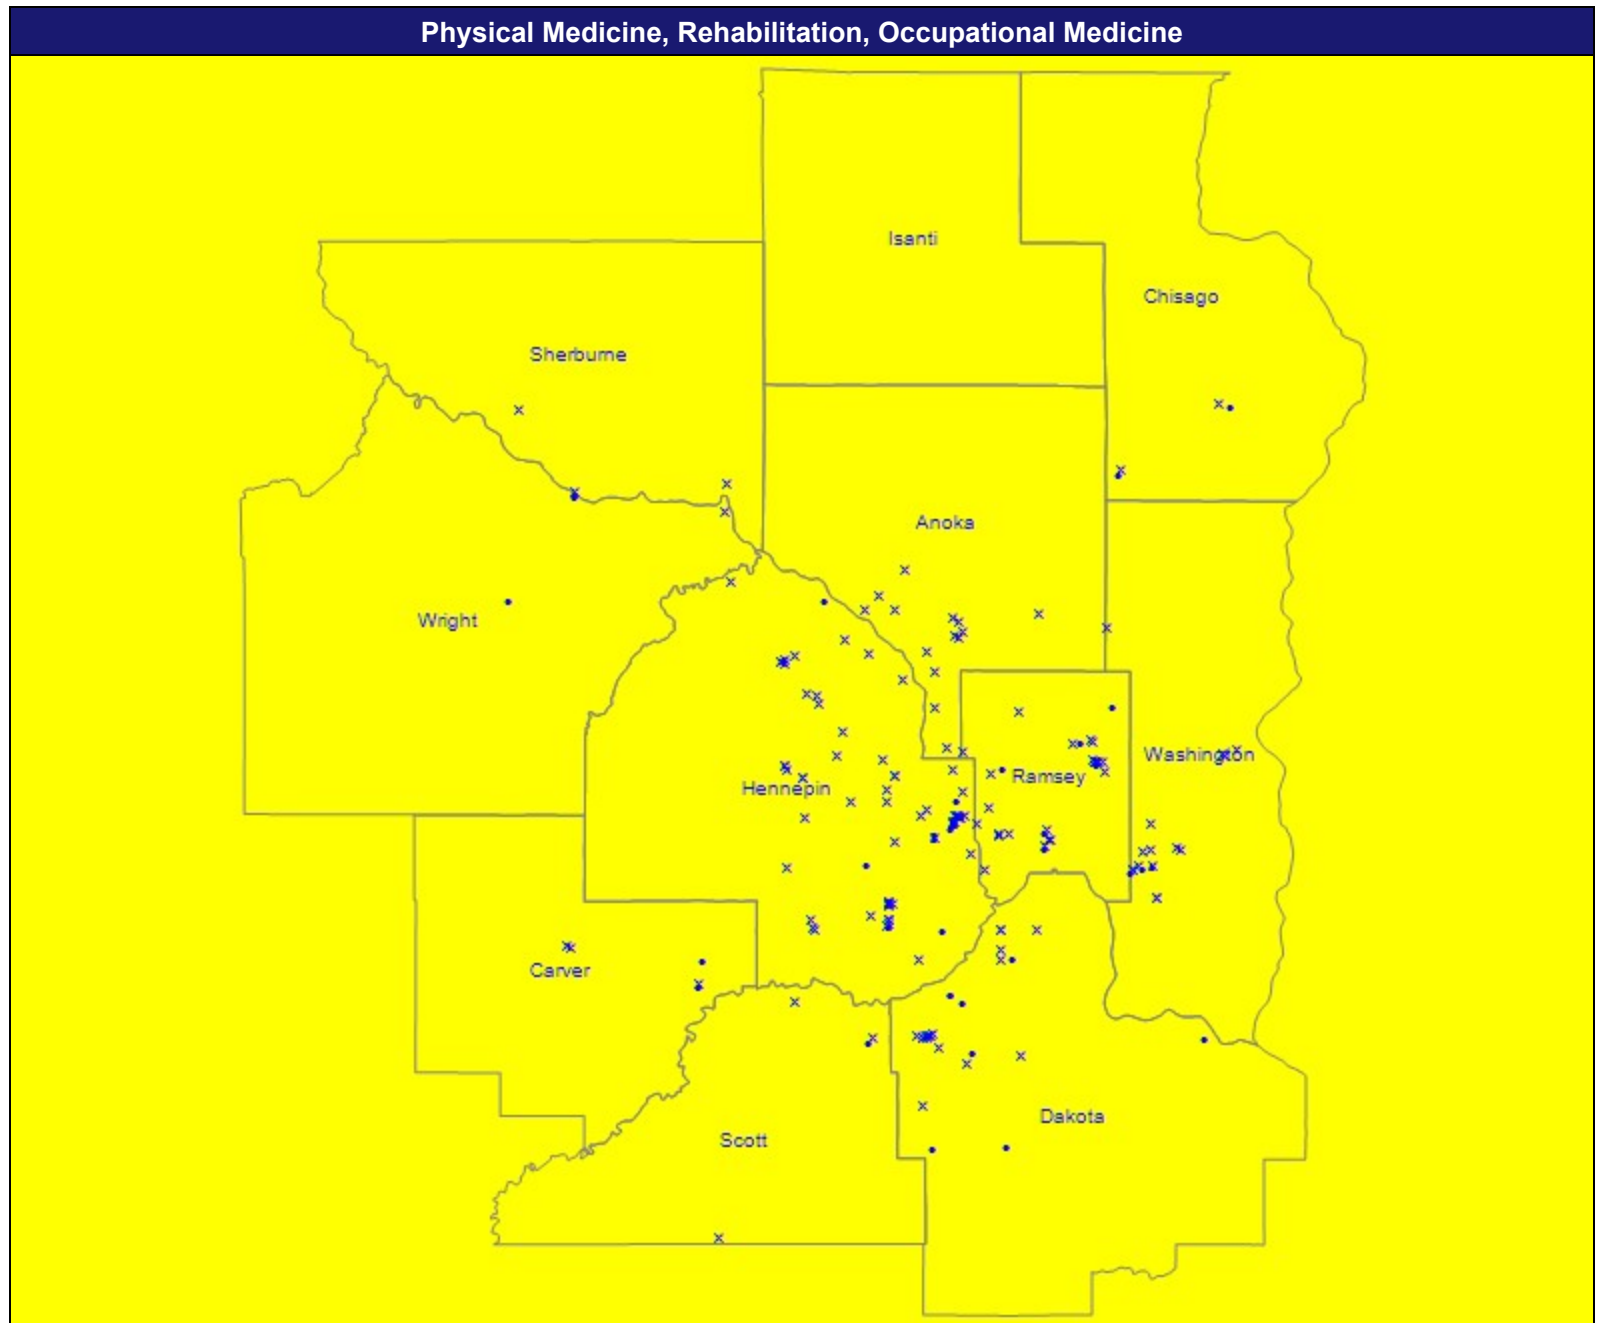 Physical Medicine, Rehabilitation, Occupational Medicine
Isanti
Chisago
Sherburne
Anoka
Wright
Washington
Ramsey
Hennepin
Carver
Dakota
Scott